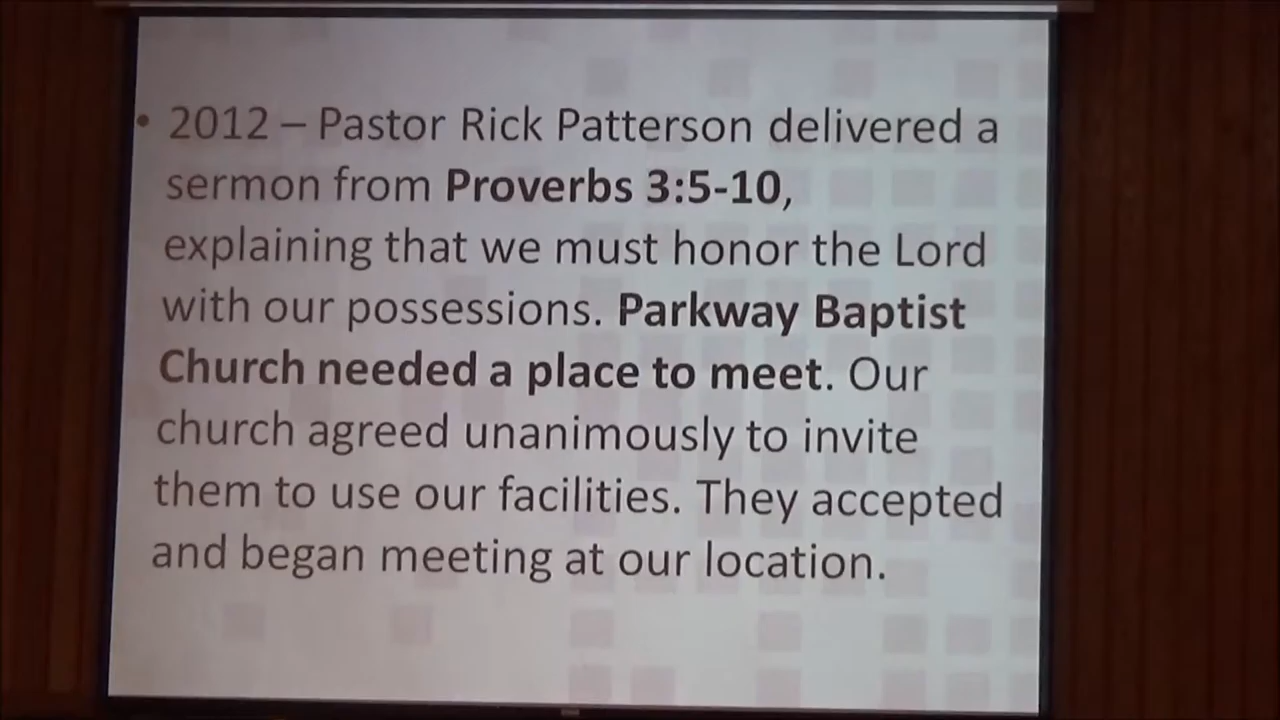 • 2012 – Pastor Rick Patterson delivered a
sermon from Proverbs 3:5-10,
explaining that we must honor the Lord
with our possessions. Parkway Baptist
Church needed a place to meet. Our
church agreed unanimously to invite
them to use our facilities. They accepted
and began meeting at our location.